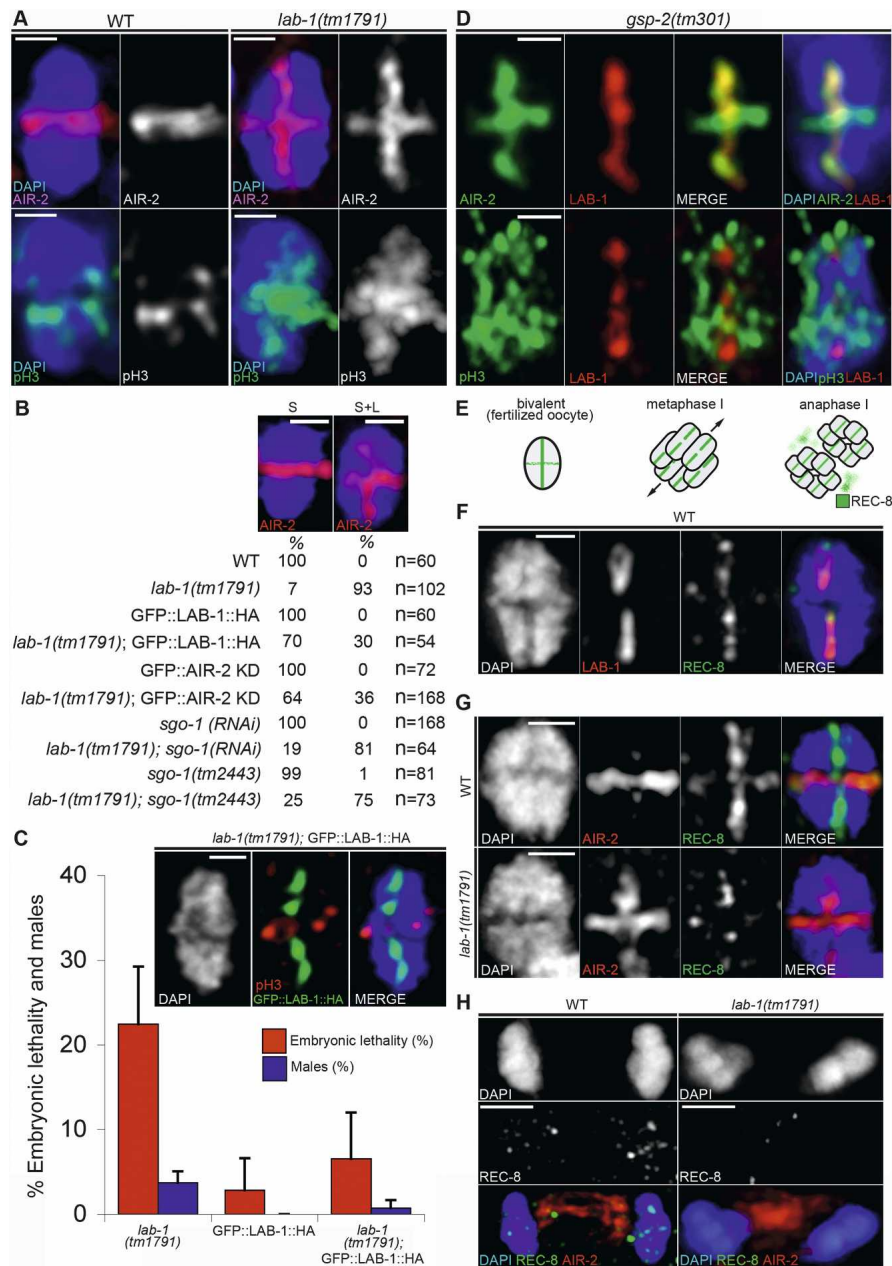 A
WT
lab-1(tm1791)
DAPI
AIR-2
AIR-2
DAPI
AIR-2
AIR-2
DAPI
pH3
pH3
DAPI
pH3
pH3
B
S S+L
AIR-2 AIR-2
% %
WT 100 0 n=60
lab-1(tm1791) 7 93 n=102
GFP::LAB-1::HA 100 0 n=60
lab-1(tm1791); GFP::LAB-1::HA 70 30 n=54
GFP::AIR-2 KD 100 0 n=72
lab-1(tm1791); GFP::AIR-2 KD 64 36 n=168
sgo-1 (RNAi) 100 0 n=168
lab-1(tm1791); sgo-1(RNAi) 19 81 n=64
sgo-1(tm2443) 99 1 n=81
lab-1(tm1791); sgo-1(tm2443) 25 75 n=73
C
lab-1(tm1791); GFP::LAB-1::HA
DAPI
pH3
GFP::LAB-1::HA
MERGE
% Embryonic lethality and males
40
30
20
10
0
Embryonic lethality (%)
Males (%)
lab-1
(tm1791)
GFP::LAB-1::HA
lab-1
(tm1791);
GFP::LAB-1::HA
D
gsp-2(tm301)
AIR-2
LAB-1
MERGE
DAPI AIR-2 LAB-1
pH3
LAB-1
MERGE
DAPI pH3 LAB-1
E
bivalent
(fertilized oocyte)
metaphase I
anaphase I
REC-8
F
WT
DAPI
LAB-1
REC-8
MERGE
G
WT
DAPI
AIR-2
REC-8
MERGE
lab-1(tm1791)
DAPI
AIR-2
REC-8
MERGE
H
WT
lab-1(tm1791)
DAPI
DAPI
REC-8
REC-8
DAPI REC-8 AIR-2
DAPI REC-8 AIR-2